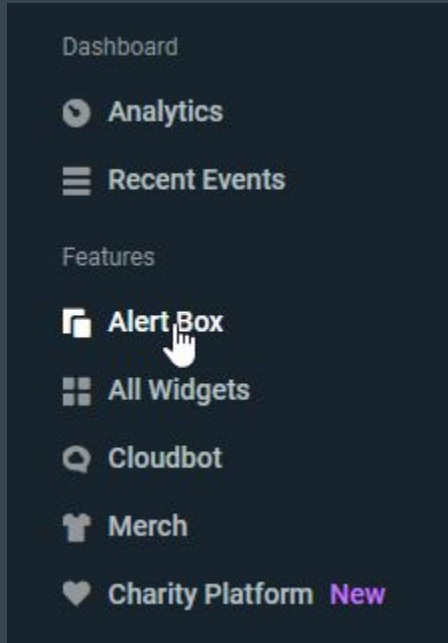 Dashboard
Analytics
Recent Events
Features
Alert Box
All Widgets
Cloudbot
Merch
Charity Platform New